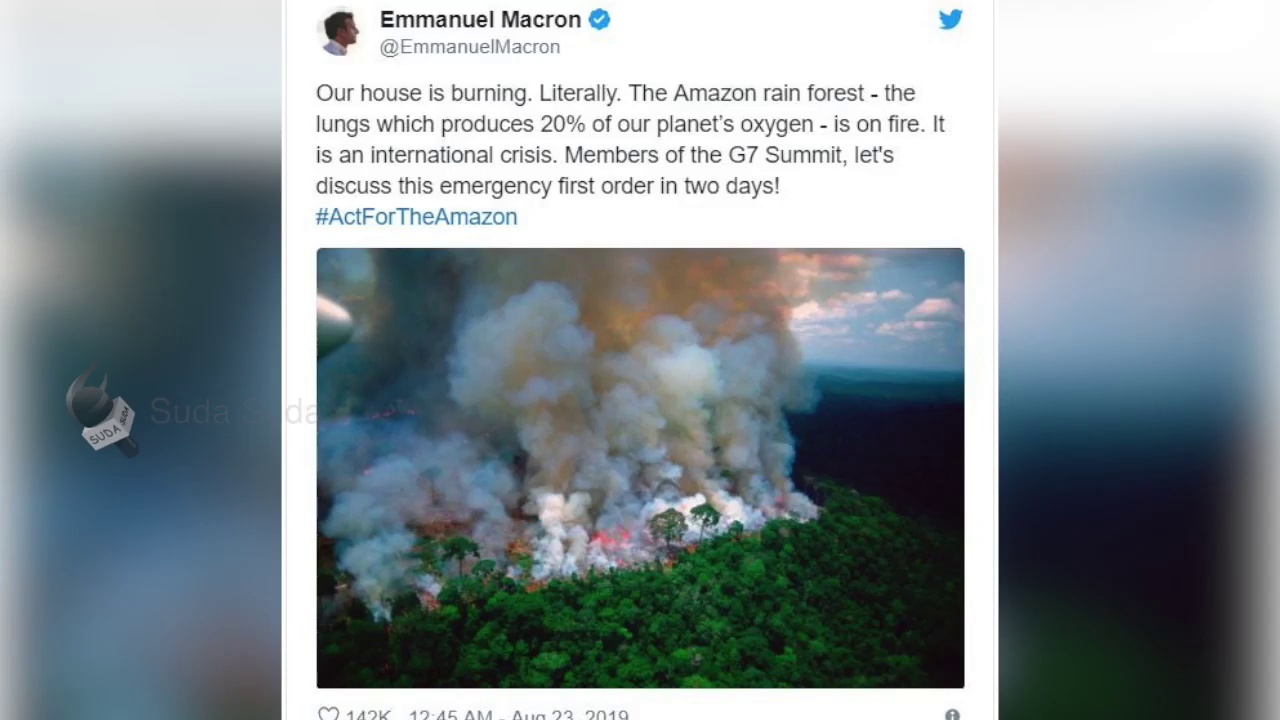 Emmanuel Macron
@EmmanuelMacron
Our house is burning. Literally. The Amazon rain forest - the
lungs which produces 20% of our planet’s oxygen - is on fire. It
is an international crisis. Members of the G7 Summit, let's
discuss this emergency first order in two days!
#ActForTheAmazon
SUDA SUDA
Suda Suda
142K 12:45 AM - Aug 23, 2019